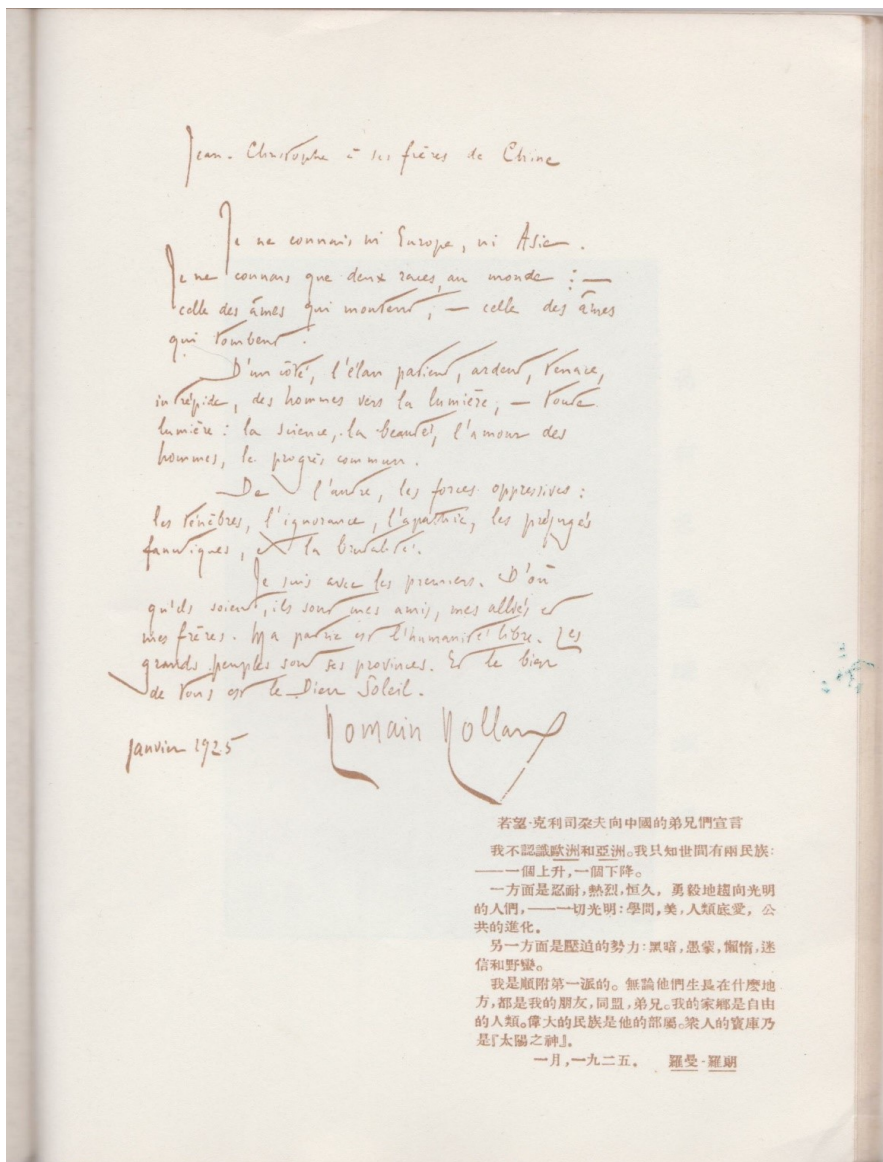 Jean-Christophe à ses frères de Chine
Je ne connais ni Europe, ni Asie.
Je ne connais que deux races au monde : —
celle des âmes qui montent, — celle des âmes
qui tombent.
D'un côté, l'élan patient, ardent, tenace,
intrépide, des hommes vers la lumière, — toute
lumière : la science, la beauté, l'amour des
hommes, le progrès commun.
De l'autre, les forces oppressives :
les ténèbres, l'ignorance, l'apathie, les préjugés
fanatiques, et la brutalité.
Je suis avec les premiers. D'où
qu'ils soient, ils sont mes amis, mes alliés et
mes frères. Ma patrie est l'humanité libre. Les
grands peuples sont ses provinces. Et le bien
de tous est le Dieu Soleil.
Romain Rolland
Janvier 1925
若望-克利司朶夫向中國的弟兄們宣言
我不認識歐洲和亞洲。我只知世間有兩民族:
——一個上升,一個下降。
一方面是忍耐,熱烈,恒久,勇毅地趨向光明
的人們,——一切光明:學問,美,人類底愛,公
共的進化。
另一方面是壓迫的勢力:黑暗,愚蒙,懶惰,迷
信和野蠻。
我是順附第一派的。無論他們生長在什麼地
方,都是我的朋友,同盟,弟兄。我的家鄉是自由
的人類。偉大的民族是他的部屬。衆人的寳庫乃
是『太陽之神』。
一月,一九二五。 羅曼-羅朗